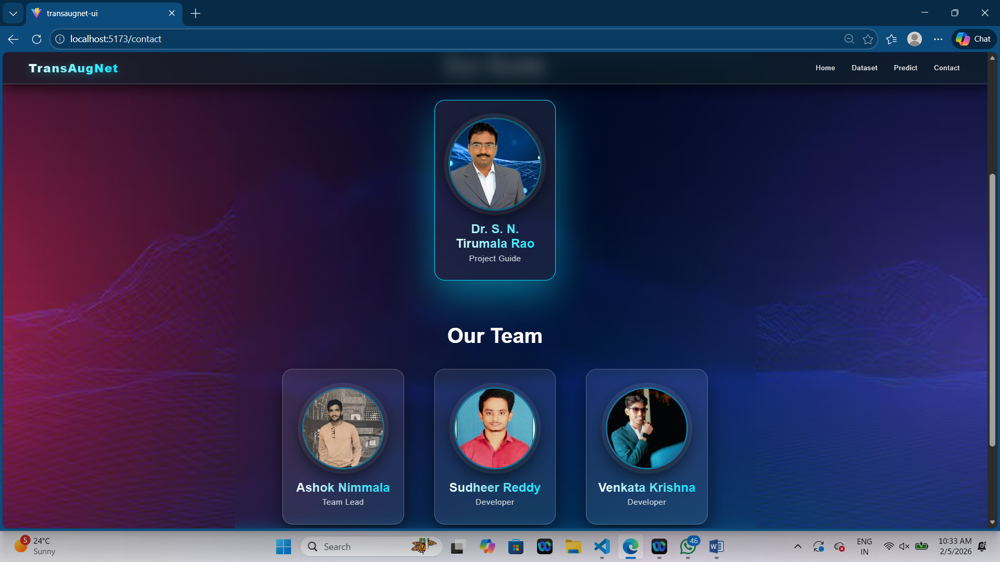 transaugnet-ui
localhost:5173/contact
Chat
TransAugNet
Home
Dataset
Predict
Contact
Dr. S. N.
Tirumala Rao
Project Guide
Our Team
Ashok Nimmala
Team Lead
Sudheer Reddy
Developer
Venkata Krishna
Developer
5
24°C
Sunny
Search
46
ENG
IN
10:33 AM
2/5/2026